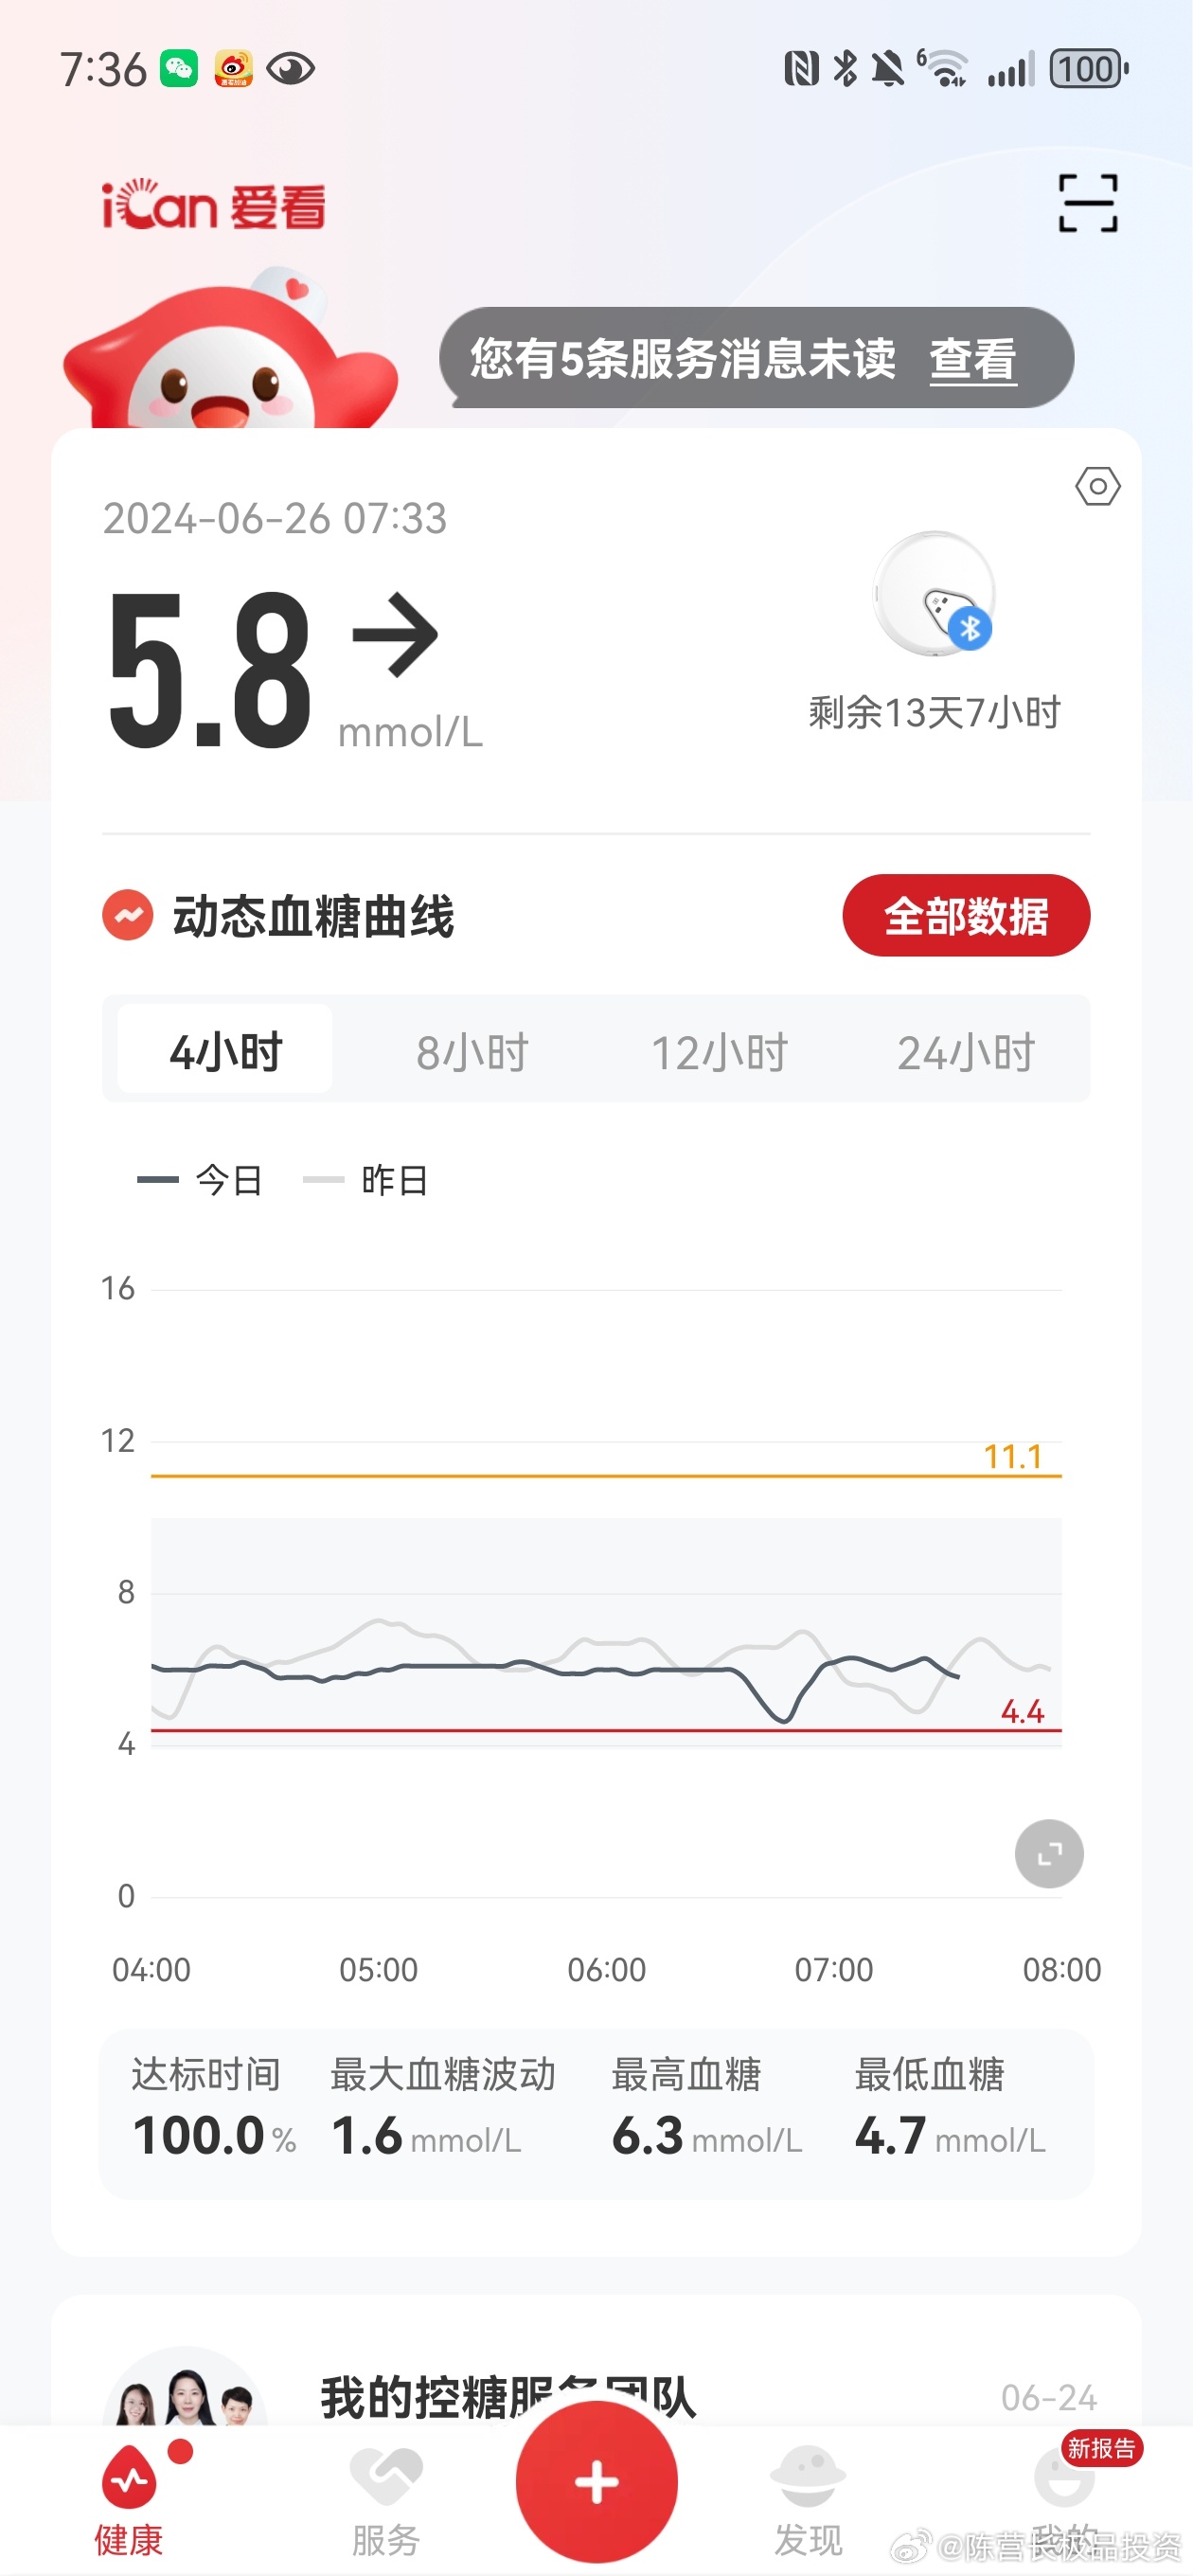 7:36
6
100
iCan 爱看
您有5条服务消息未读 查看
2024-06-26 07:33
5.8
mmol/L
剩余13天7小时
动态血糖曲线
全部数据
4小时 8小时 12小时 24小时
今日 昨日
16
12
11.1
8
4.4
4
0
04:00 05:00 06:00 07:00 08:00
达标时间 最大血糖波动 最高血糖 最低血糖
100.0 % 1.6 mmol/L 6.3 mmol/L 4.7 mmol/L
我的控糖服务团队
06-24
新报告
健康 服务 发现 我的
@陈营长极品投资